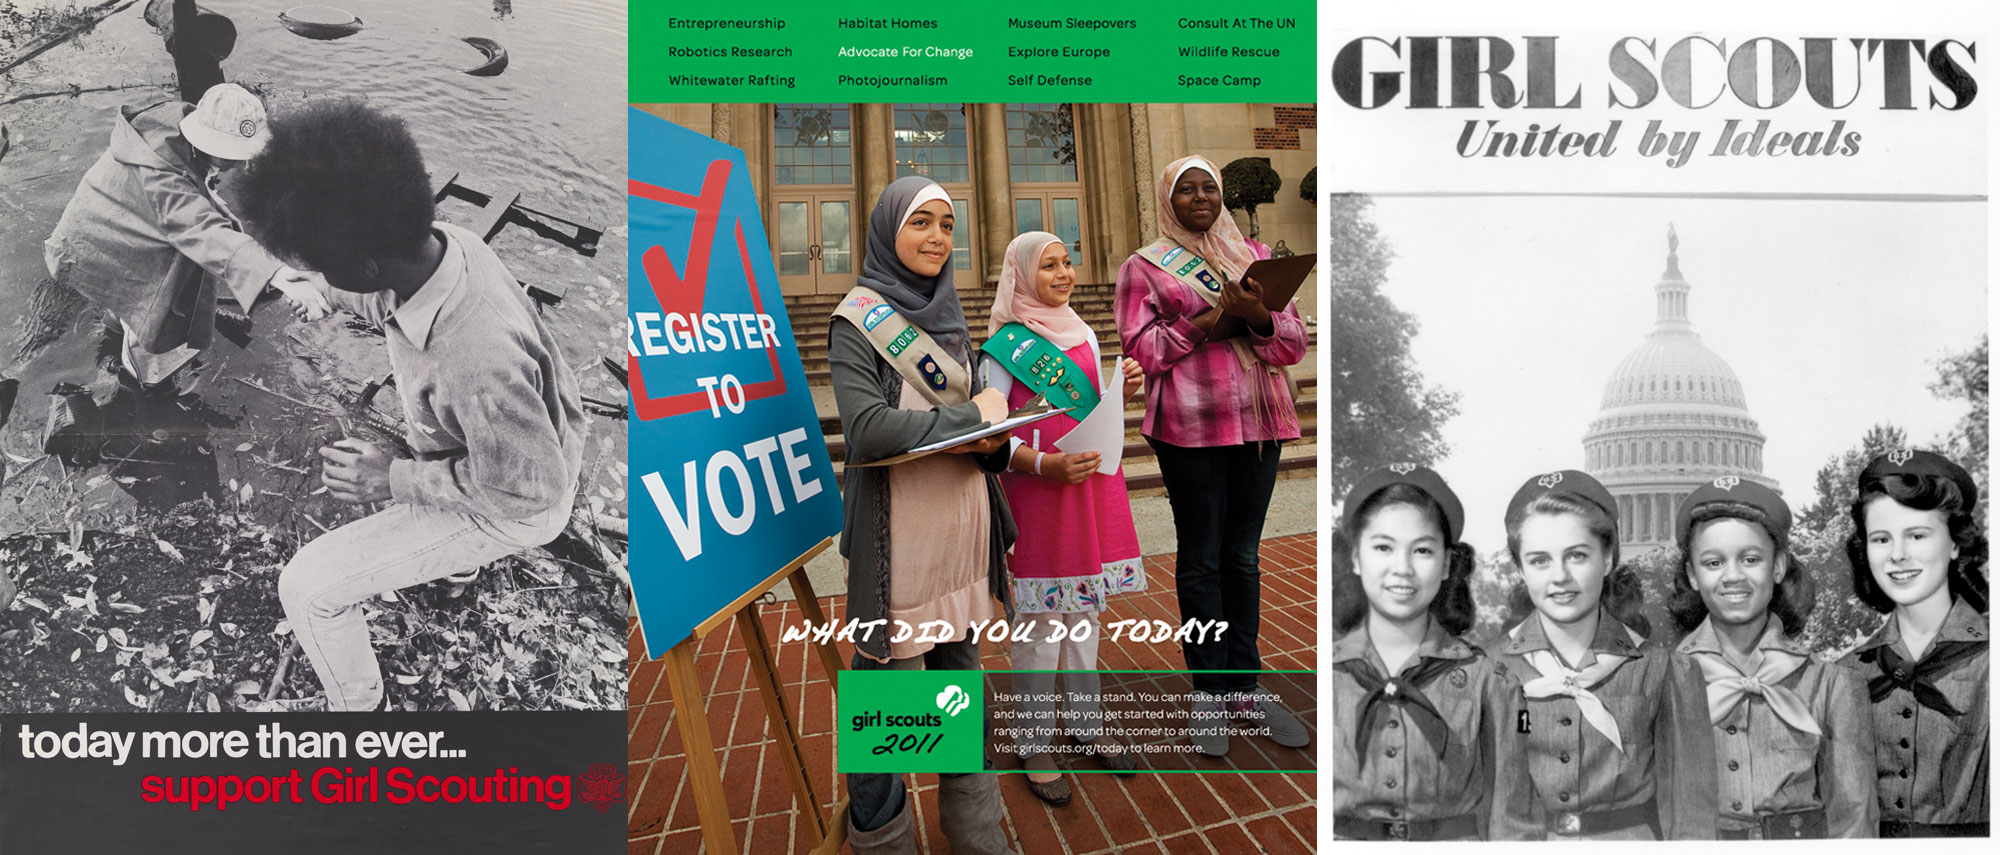 today more than ever...
support Girl Scouting
Entrepreneurship
Robotics Research
Whitewater Rafting
Habitat Homes
Advocate For Change
Photojournalism
Museum Sleepovers
Explore Europe
Self Defense
Consult At The UN
Wildlife Rescue
Space Camp
REGISTER
TO
VOTE
8062
826
WHAT DID YOU DO TODAY?
girl scouts
2011
Have a voice. Take a stand. You can make a difference,
and we can help you get started with opportunities
ranging from around the corner to around the world.
Visit girlscouts.org/today to learn more.
GIRL SCOUTS
United by Ideals